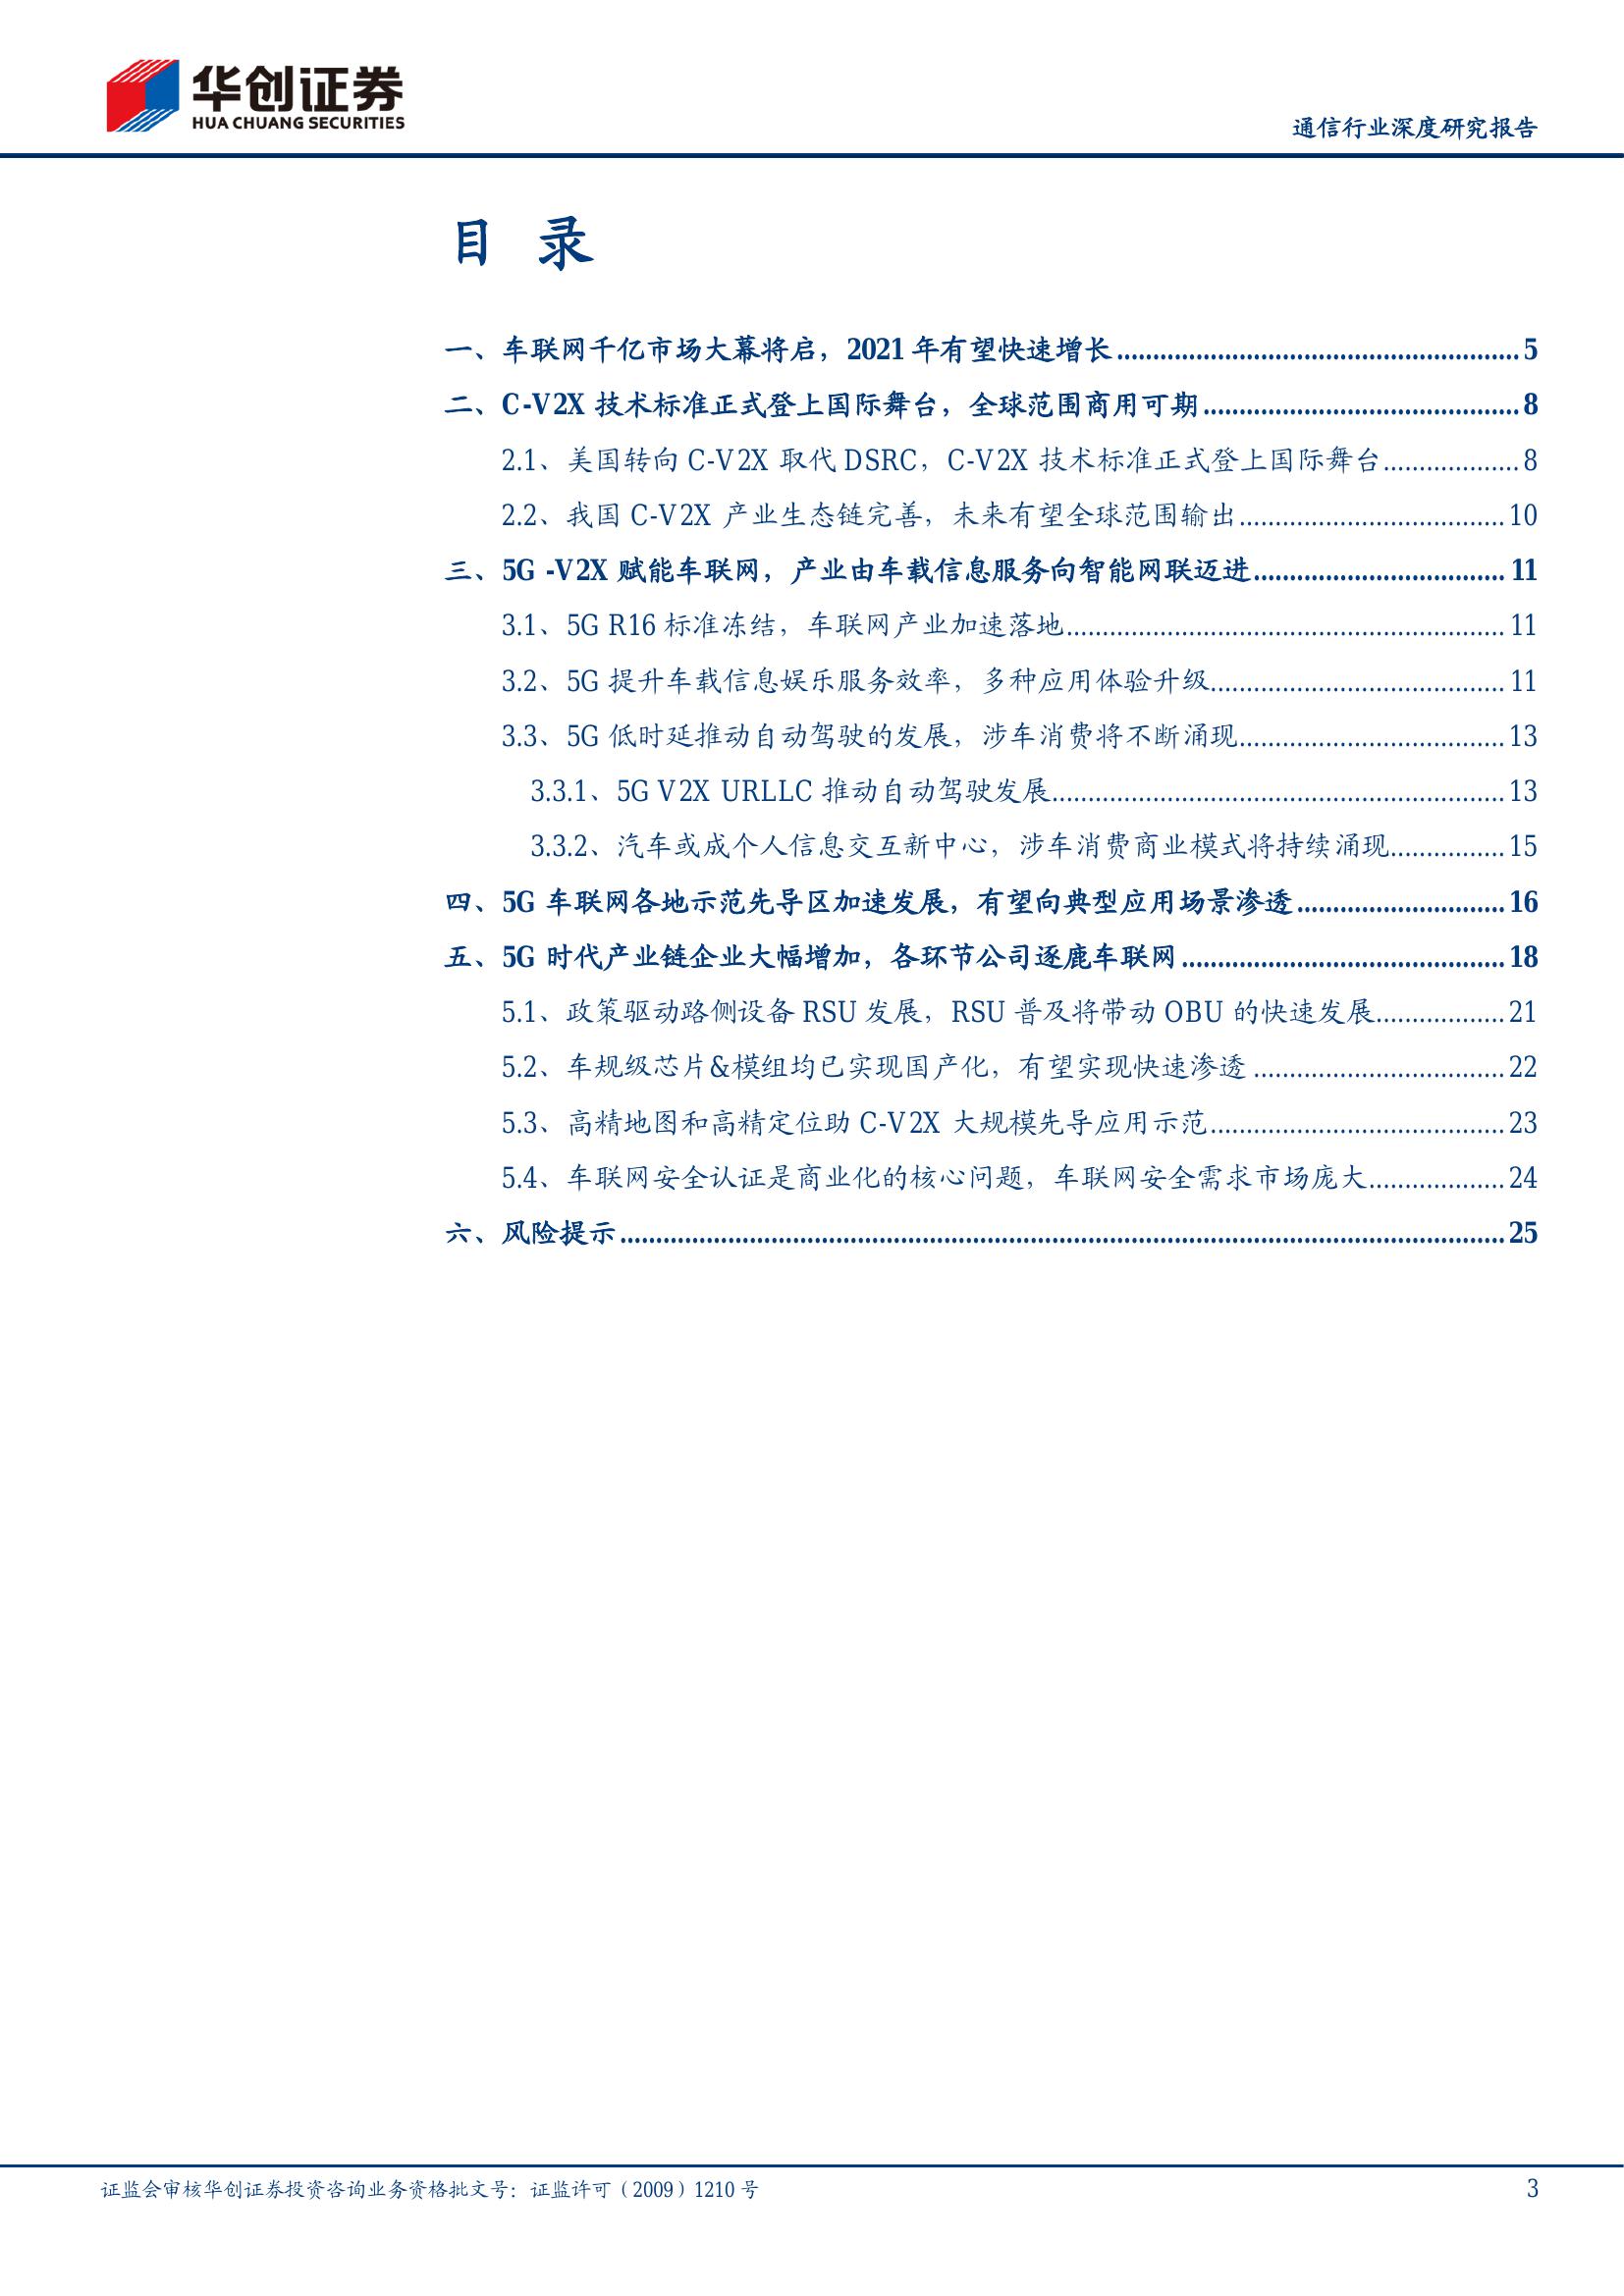 华创证券
HUA CHUANG SECURITIES
通信行业深度研究报告
目 录
一、车联网千亿市场大幕将启，2021 年有望快速增长........................................................5
二、C-V2X 技术标准正式登上国际舞台，全球范围商用可期............................................8
2.1、美国转向 C-V2X 取代 DSRC，C-V2X 技术标准正式登上国际舞台...................8
2.2、我国 C-V2X 产业生态链完善，未来有望全球范围输出.....................................10
三、5G -V2X 赋能车联网，产业由车载信息服务向智能网联迈进...................................11
3.1、5G R16 标准冻结，车联网产业加速落地.............................................................11
3.2、5G 提升车载信息娱乐服务效率，多种应用体验升级.........................................11
3.3、5G 低时延推动自动驾驶的发展，涉车消费将不断涌现.....................................13
3.3.1、5G V2X URLLC 推动自动驾驶发展...............................................................13
3.3.2、汽车或成个人信息交互新中心，涉车消费商业模式将持续涌现................15
四、5G 车联网各地示范先导区加速发展，有望向典型应用场景渗透.............................16
五、5G 时代产业链企业大幅增加，各环节公司逐鹿车联网.............................................18
5.1、政策驱动路侧设备 RSU 发展，RSU 普及将带动 OBU 的快速发展..................21
5.2、车规级芯片&模组均已实现国产化，有望实现快速渗透...................................22
5.3、高精地图和高精定位助 C-V2X 大规模先导应用示范.........................................23
5.4、车联网安全认证是商业化的核心问题，车联网安全需求市场庞大...................24
六、风险提示...........................................................................................................................25
证监会审核华创证券投资咨询业务资格批文号：证监许可（2009）1210 号
3